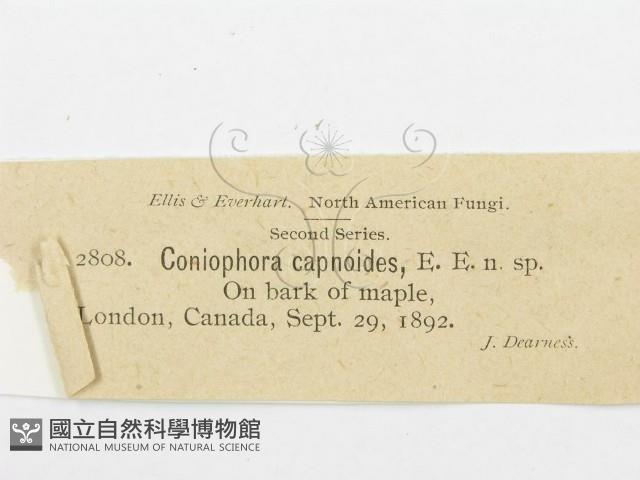 Ellis & Everhart. North American Fungi.
Second Series.
2808. Coniophora capnoides, E. E. n. sp.
On bark of maple,
London, Canada, Sept. 29, 1892.
J. Dearness.
國立自然科學博物館
NATIONAL MUSEUM OF NATURAL SCIENCE